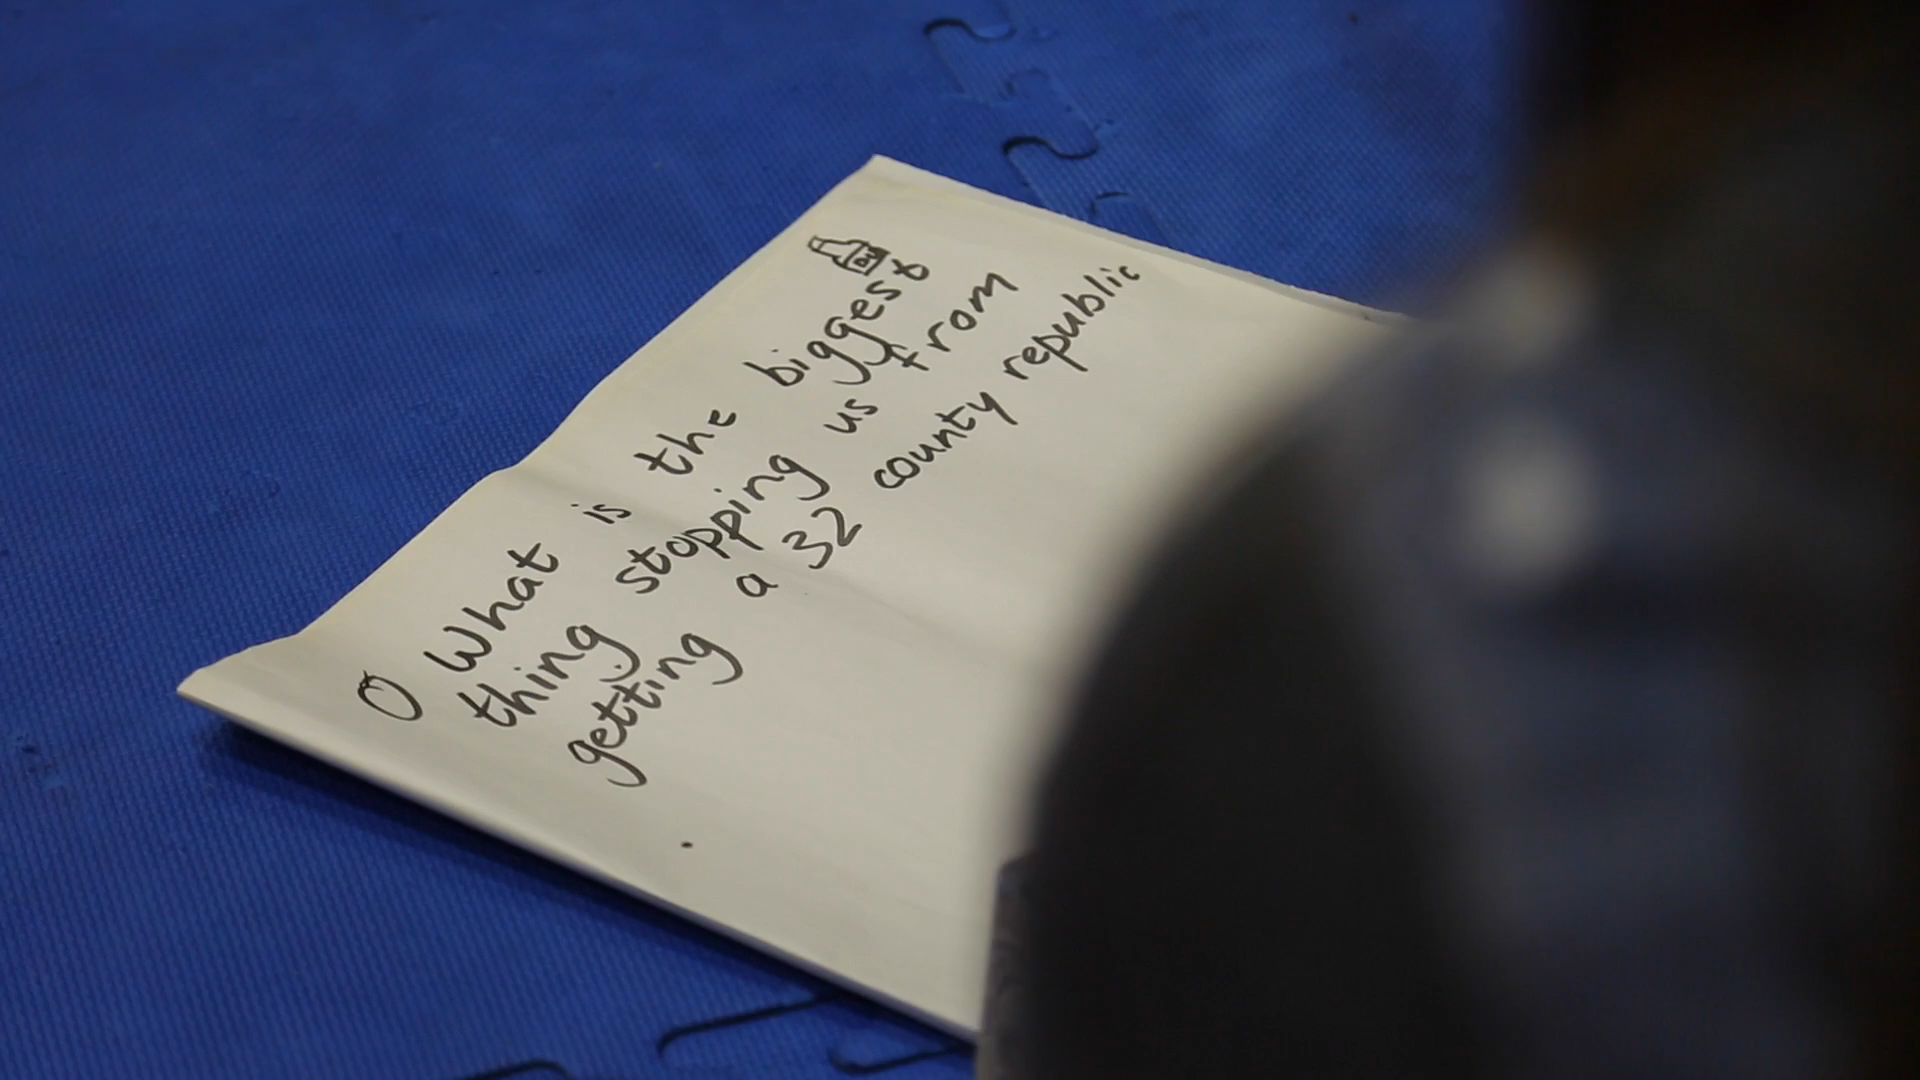 O What is the biggest
thing stopping us from
getting a 32 county republic